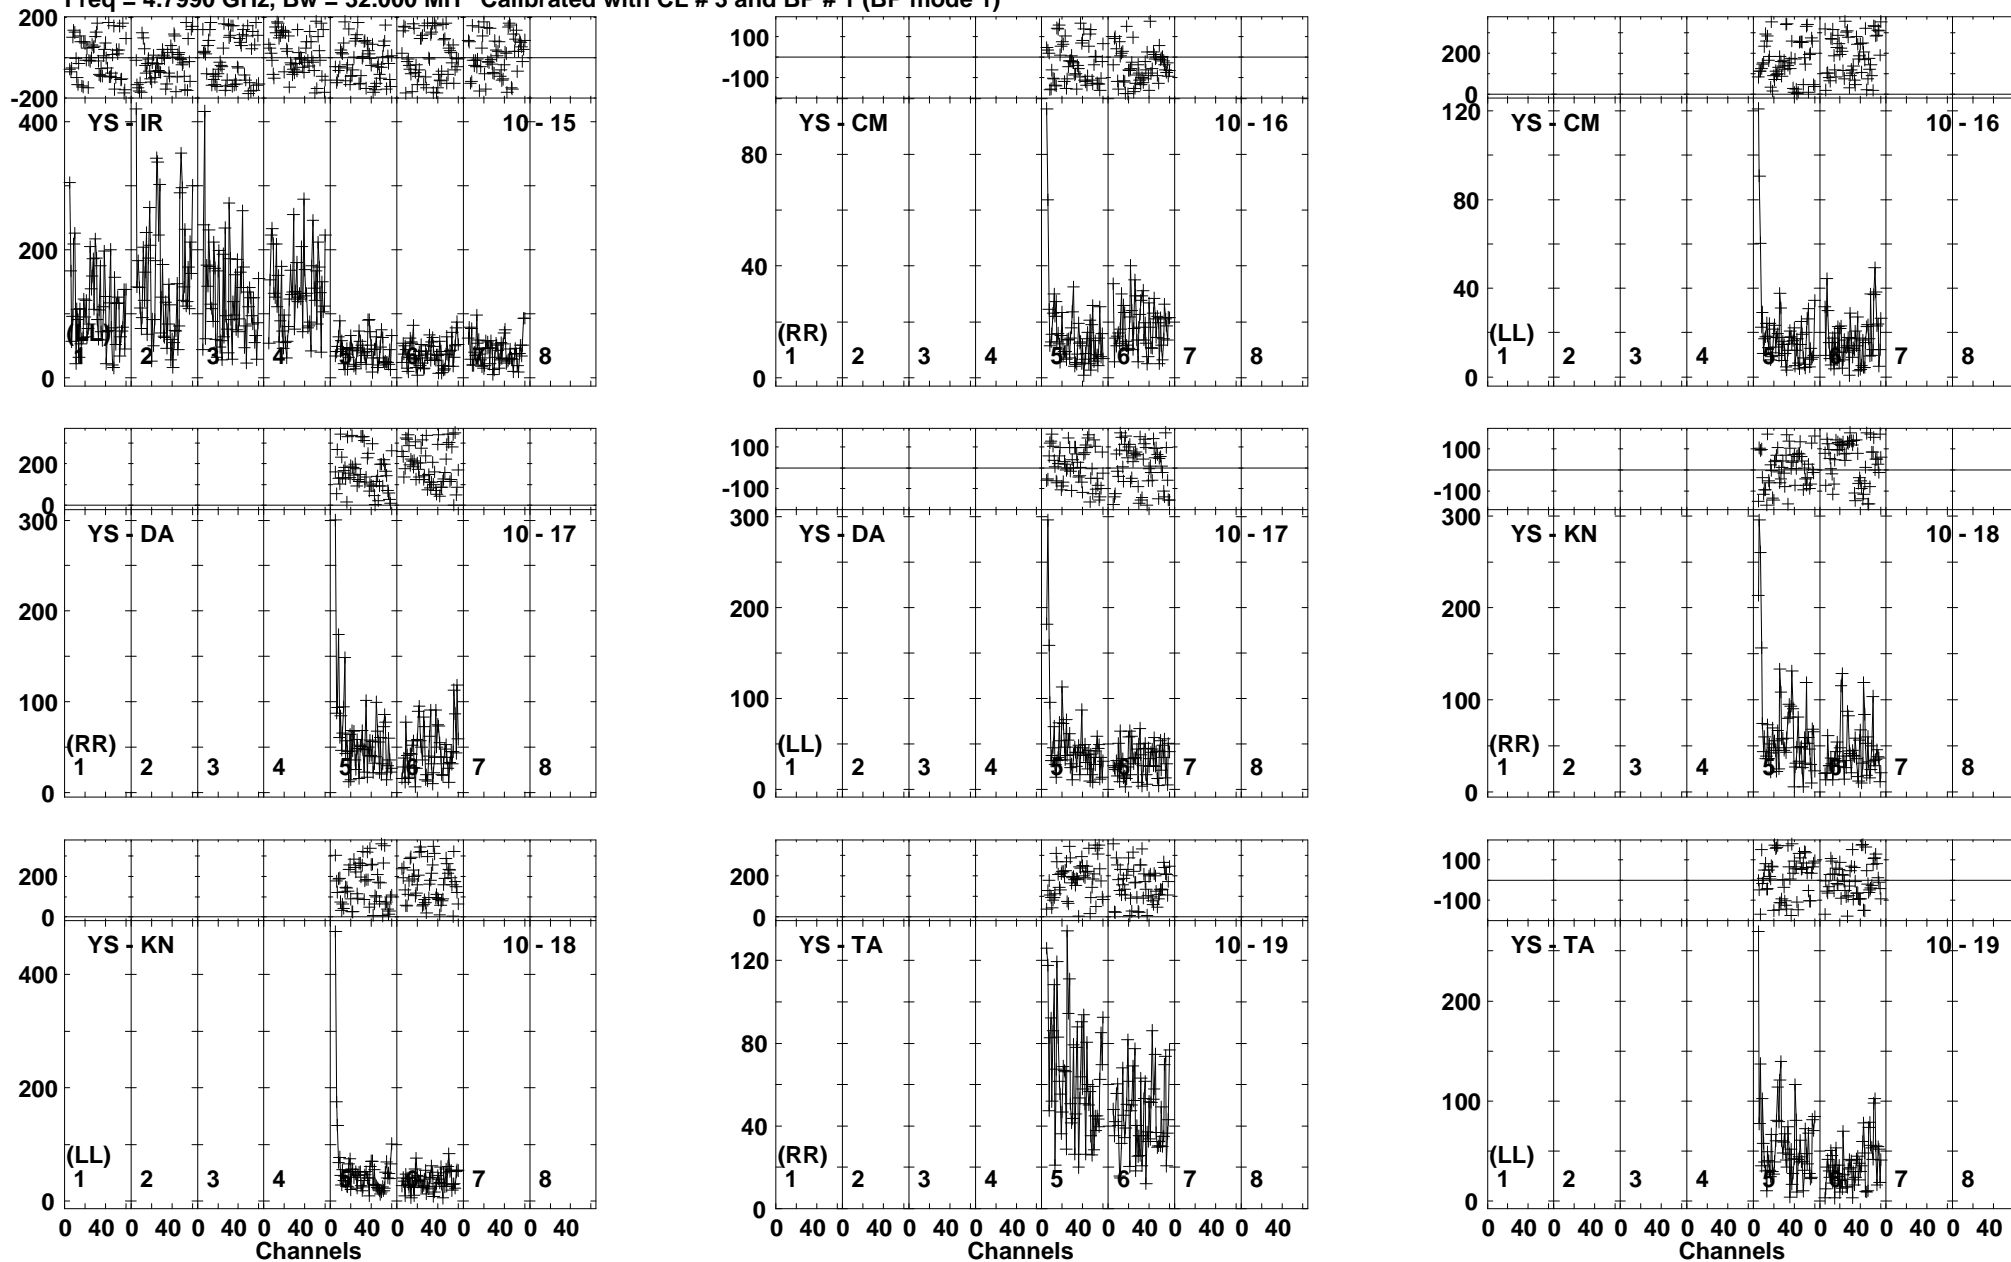 Freq = 4.7990 GHz, Bw = 32.000 MH Calibrated with CL # 3 and BP # 1 (BP mode 1)
200 100 200
-100 0
-200 120
400 YS - IR 10 - 15 YS - CM 10 - 16 YS - CM 10 - 16
80
200 80
40 40
(LL) (RR) (LL)
1 2 3 4 5 6 7 8 1 2 3 4 5 6 7 8 1 2 3 4 5 6 7 8
0 0 0
200 100 100
0 -100 -100
300 300 300
YS - DA 10 - 17 YS - DA 10 - 17 YS - KN 10 - 18
200 200 200
100 100 100
(RR) (LL) (RR)
1 2 3 4 5 6 7 8 1 2 3 4 5 6 7 8 1 2 3 4 5 6 7 8
0 0 0
200 200 100
0 0 -100
YS - KN 10 - 18 YS - TA 10 - 19 YS - TA 10 - 19
400 120
200
80
200 100
40
(LL) (RR) (LL)
1 2 3 4 5 6 7 8 1 2 3 4 5 6 7 8 1 2 3 4 5 6 7 8
0 0 0
0 40 0 40 0 40 0 40 0 40 0 40 0 40 0 40 0 40 0 40 0 40 0 40 0 40 0 40 0 40 0 40 0 40 0 40 0 40 0 40 0 40 0 40 0 40 0 40
Channels Channels Channels